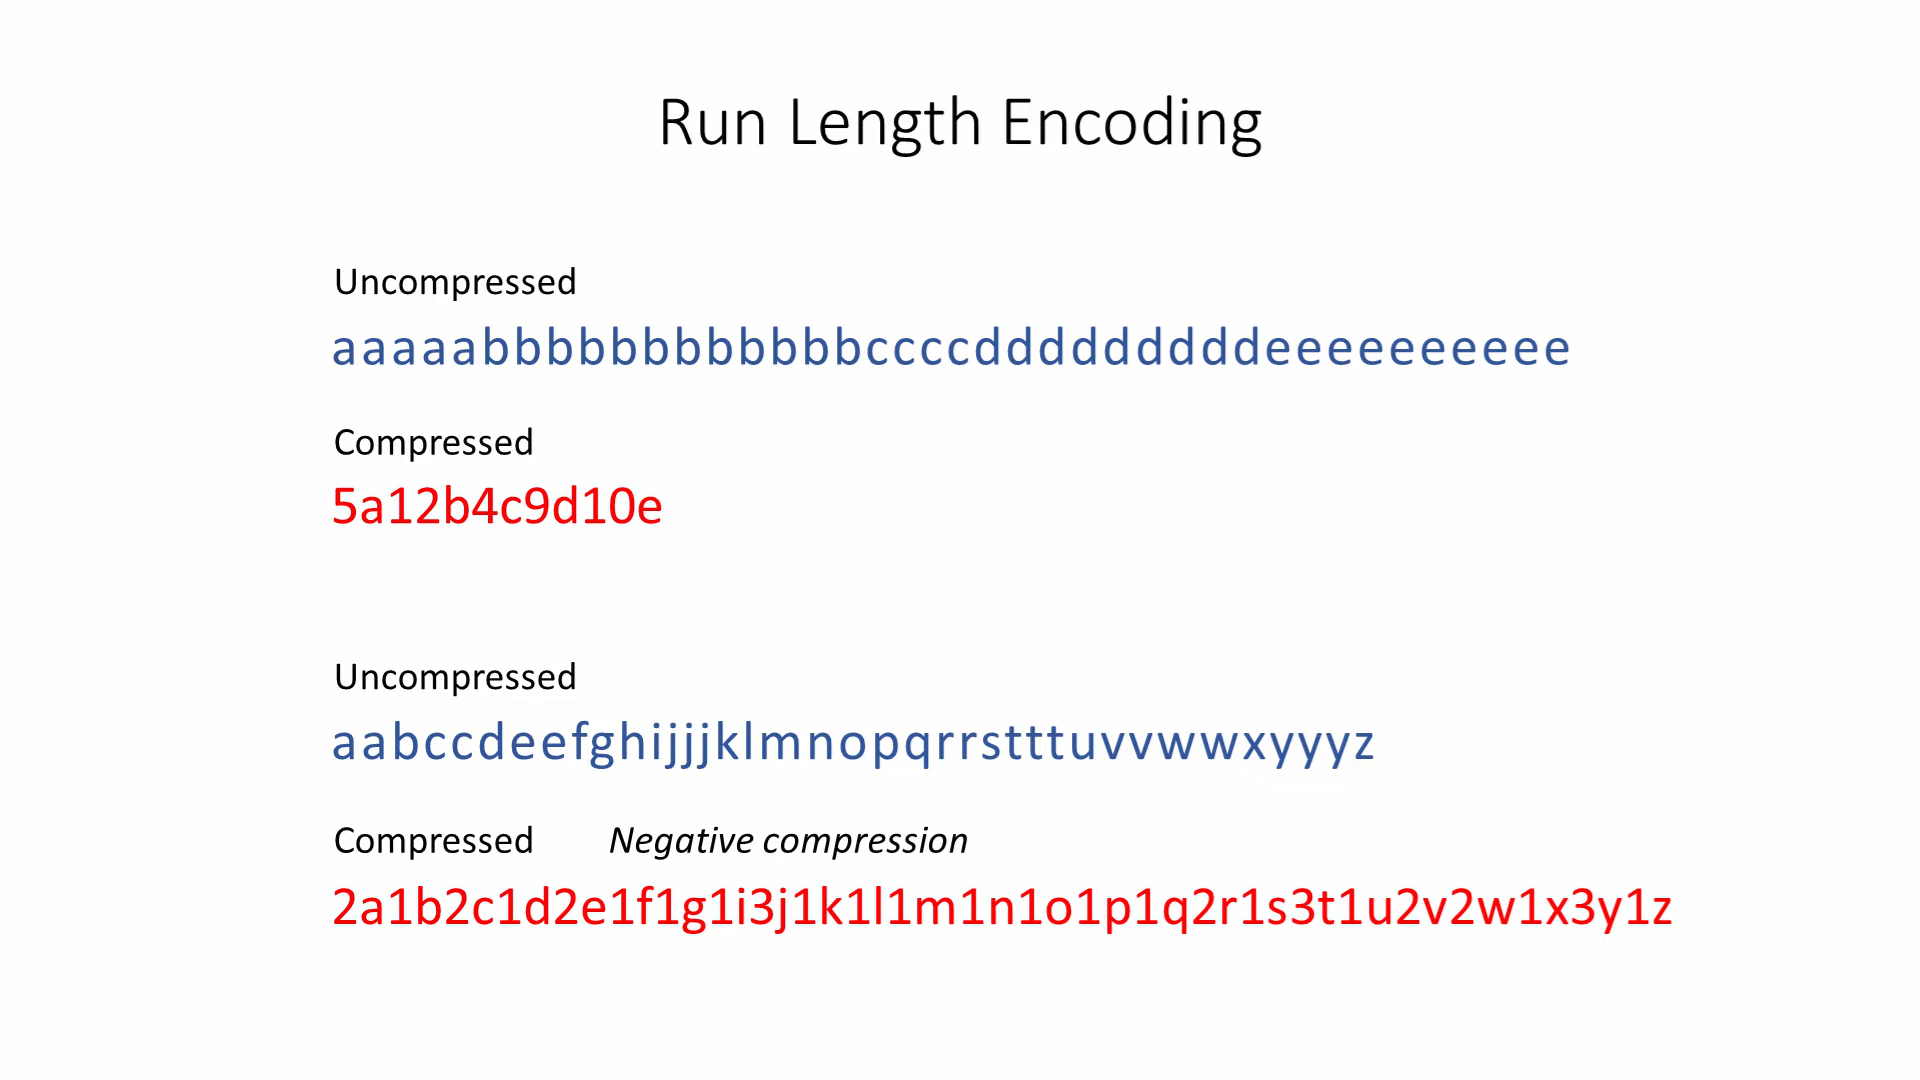 Run Length Encoding
Uncompressed
aaaaabbbbbbbbbbbbccccdddddddddeeeeeeeeee
Compressed
5a12b4c9d10e
Uncompressed
aabccdeefghijjjklmnopqrrstttuvvwwxyyyz
Compressed Negative compression
2a1b2c1d2e1f1g1i3j1k1l1m1n1o1p1q2r1s3t1u2v2w1x3y1z